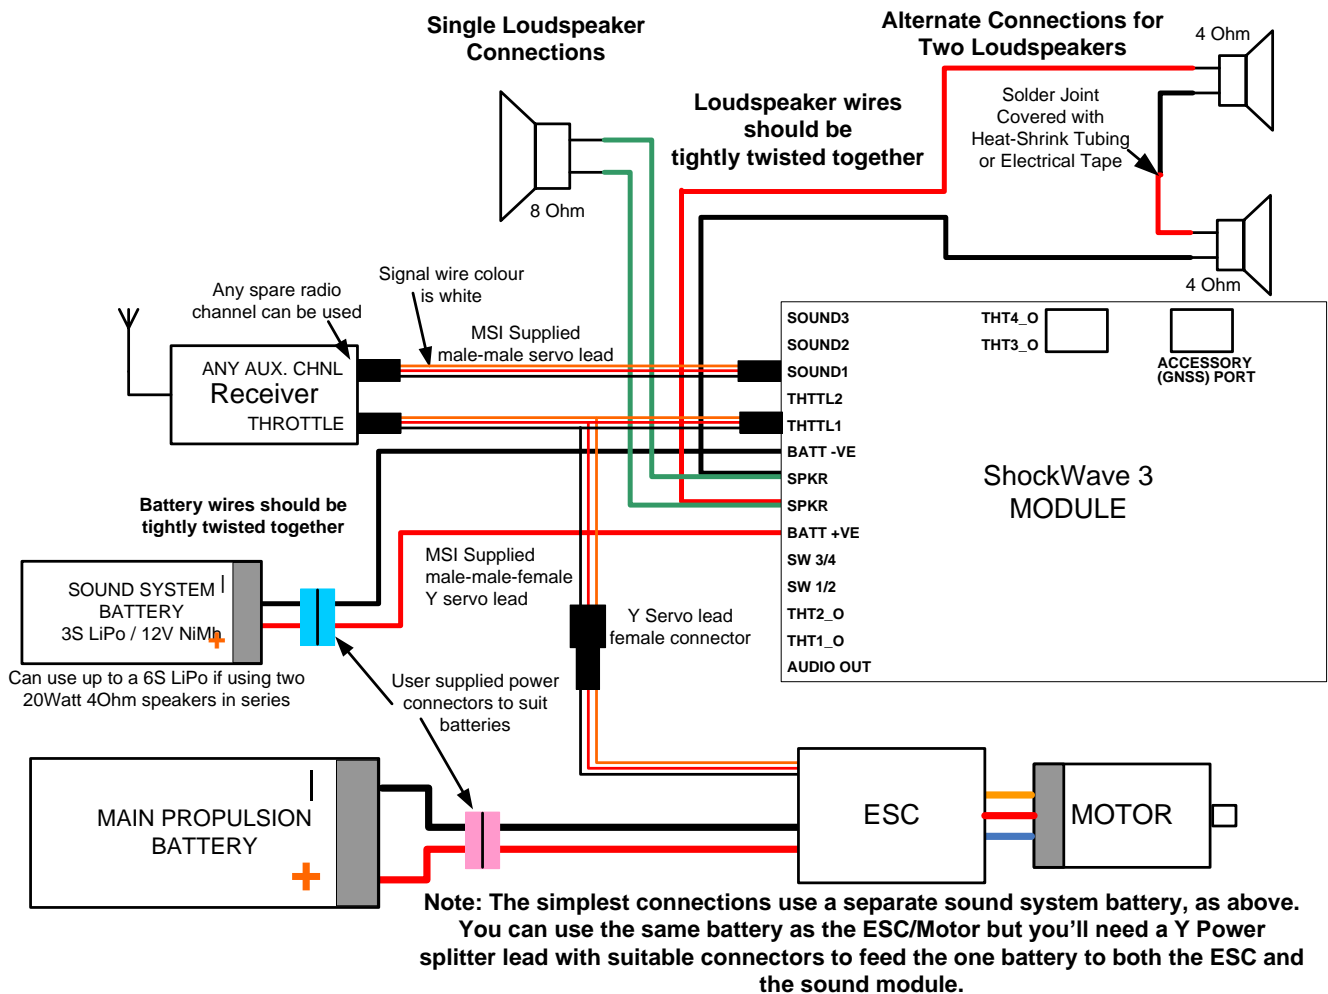 Single Loudspeaker
Connections
Alternate Connections for
Two Loudspeakers
4 Ohm
Loudspeaker wires
should be
tightly twisted together
Solder Joint
Covered with
Heat-Shrink Tubing
or Electrical Tape
8 Ohm
4 Ohm
Any spare radio
channel can be used
Signal wire colour
is white
MSI Supplied
male-male servo lead
ANY AUX. CHNL
Receiver
THROTTLE
SOUND3
SOUND2
SOUND1
THTTL2
THTTL1
BATT -VE
SPKR
SPKR
BATT +VE
SW 3/4
SW 1/2
THT2_O
THT1_O
AUDIO OUT
THT4_O
THT3_O
ACCESSORY
(GNSS) PORT
ShockWave 3
MODULE
Battery wires should be
tightly twisted together
MSI Supplied
male-male-female
Y servo lead
SOUND SYSTEM
BATTERY
3S LiPo / 12V NiMh
+
Can use up to a 6S LiPo if using two
20Watt 4Ohm speakers in series
Y Servo lead
female connector
User supplied power
connectors to suit
batteries
MAIN PROPULSION
BATTERY
+
ESC
MOTOR
Note: The simplest connections use a separate sound system battery, as above.
You can use the same battery as the ESC/Motor but you’ll need a Y Power
splitter lead with suitable connectors to feed the one battery to both the ESC and
the sound module.